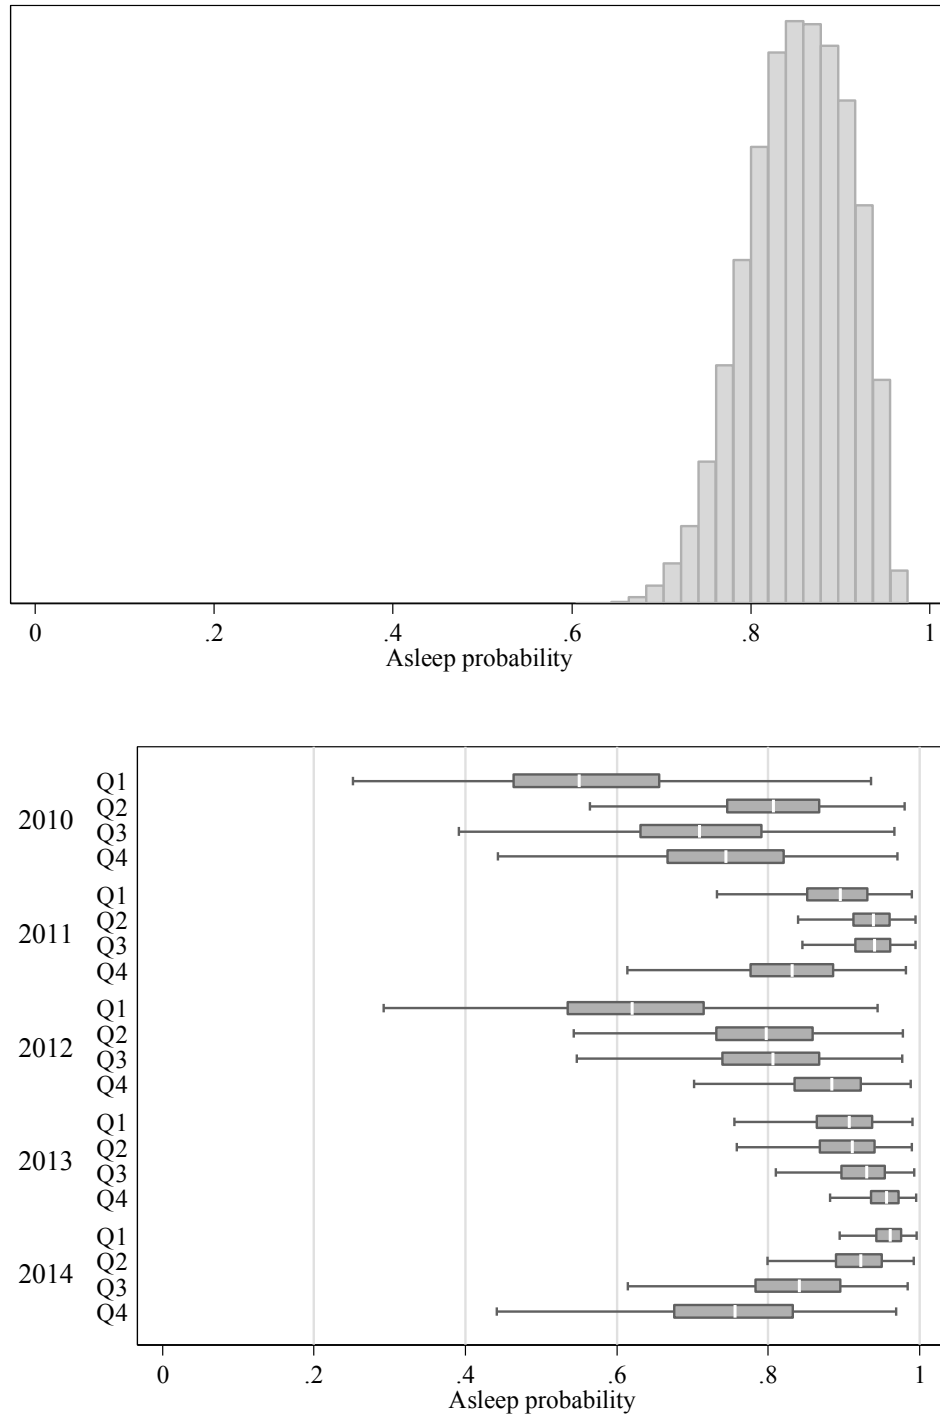 0 .2 .4 .6 .8 1
Asleep probability
2010
Q1
Q2
Q3
Q4
2011
Q1
Q2
Q3
Q4
2012
Q1
Q2
Q3
Q4
2013
Q1
Q2
Q3
Q4
2014
Q1
Q2
Q3
Q4
0 .2 .4 .6 .8 1
Asleep probability